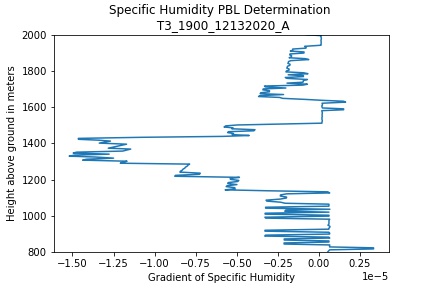 Specific Humidity PBL Determination
T3_1900_12132020_A
Height above ground in meters
2000
1800
1600
1400
1200
1000
800
−1.50 −1.25 −1.00 −0.75 −0.50 −0.25 0.00 0.25
1e−5
Gradient of Specific Humidity